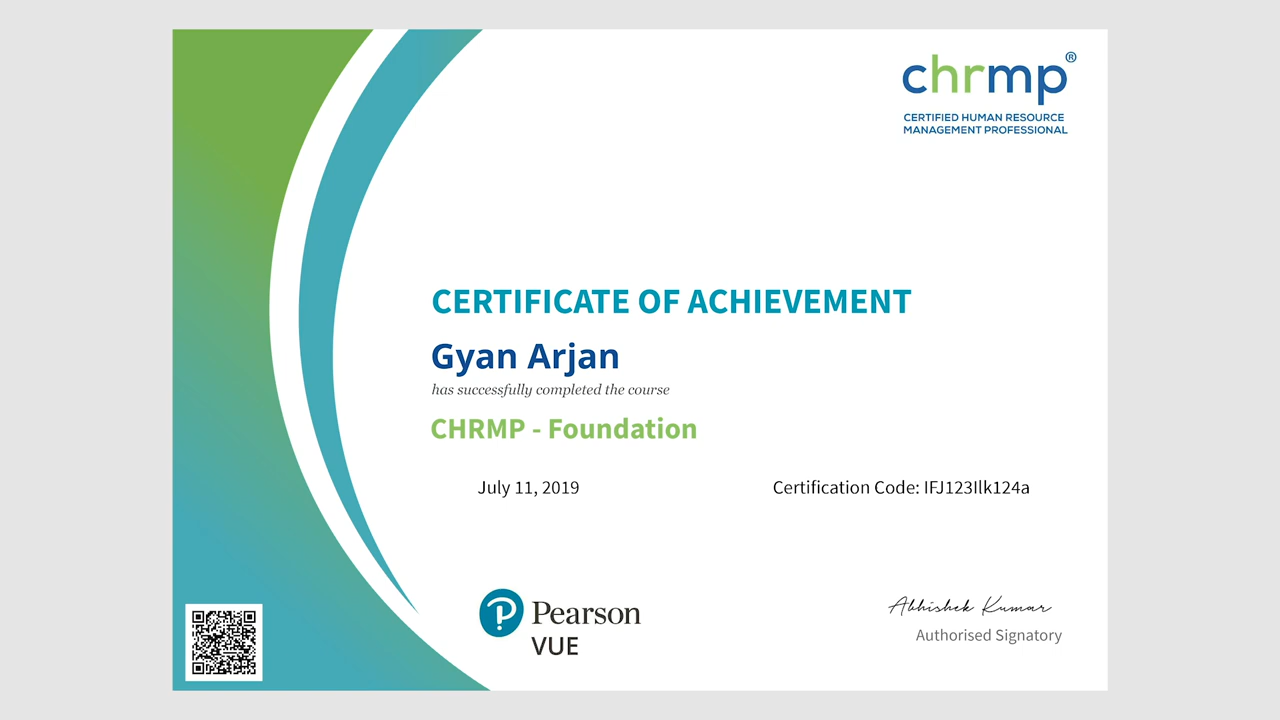 chrmp®
CERTIFIED HUMAN RESOURCE
MANAGEMENT PROFESSIONAL
CERTIFICATE OF ACHIEVEMENT
Gyan Arjan
has successfully completed the course
CHRMP - Foundation
July 11, 2019
Certification Code: IFJ123Ilk124a
Pearson
VUE
Abhishek Kumar
Authorised Signatory